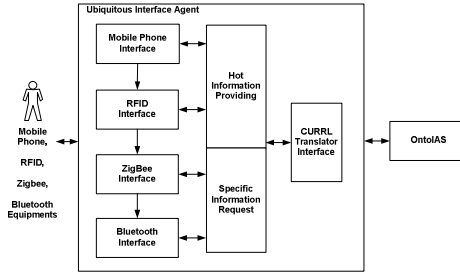 Ubiquitous Interface Agent
Mobile Phone
Interface
RFID
Interface
ZigBee
Interface
Bluetooth
Interface
Hot
Information
Providing
Specific
Information
Request
CURRL
Translator
Interface
OntoIAS
Mobile
Phone,
RFID,
Zigbee,
Bluetooth
Equipments